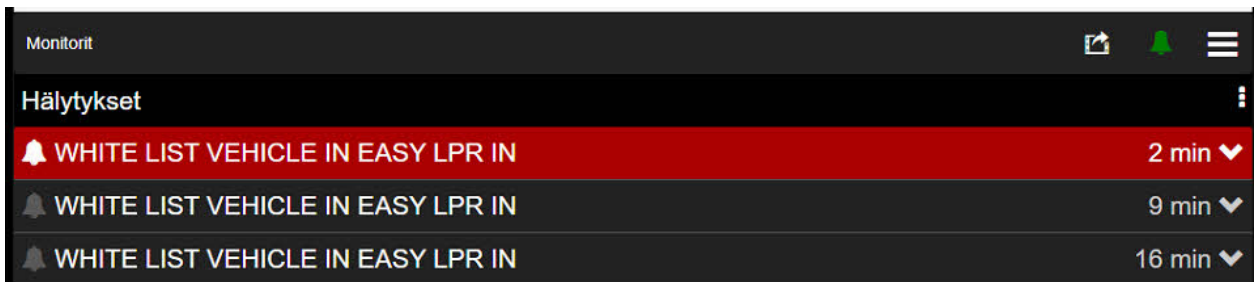 Monitorit
Hälytykset
WHITE LIST VEHICLE IN EASY LPR IN 2 min
WHITE LIST VEHICLE IN EASY LPR IN 9 min
WHITE LIST VEHICLE IN EASY LPR IN 16 min